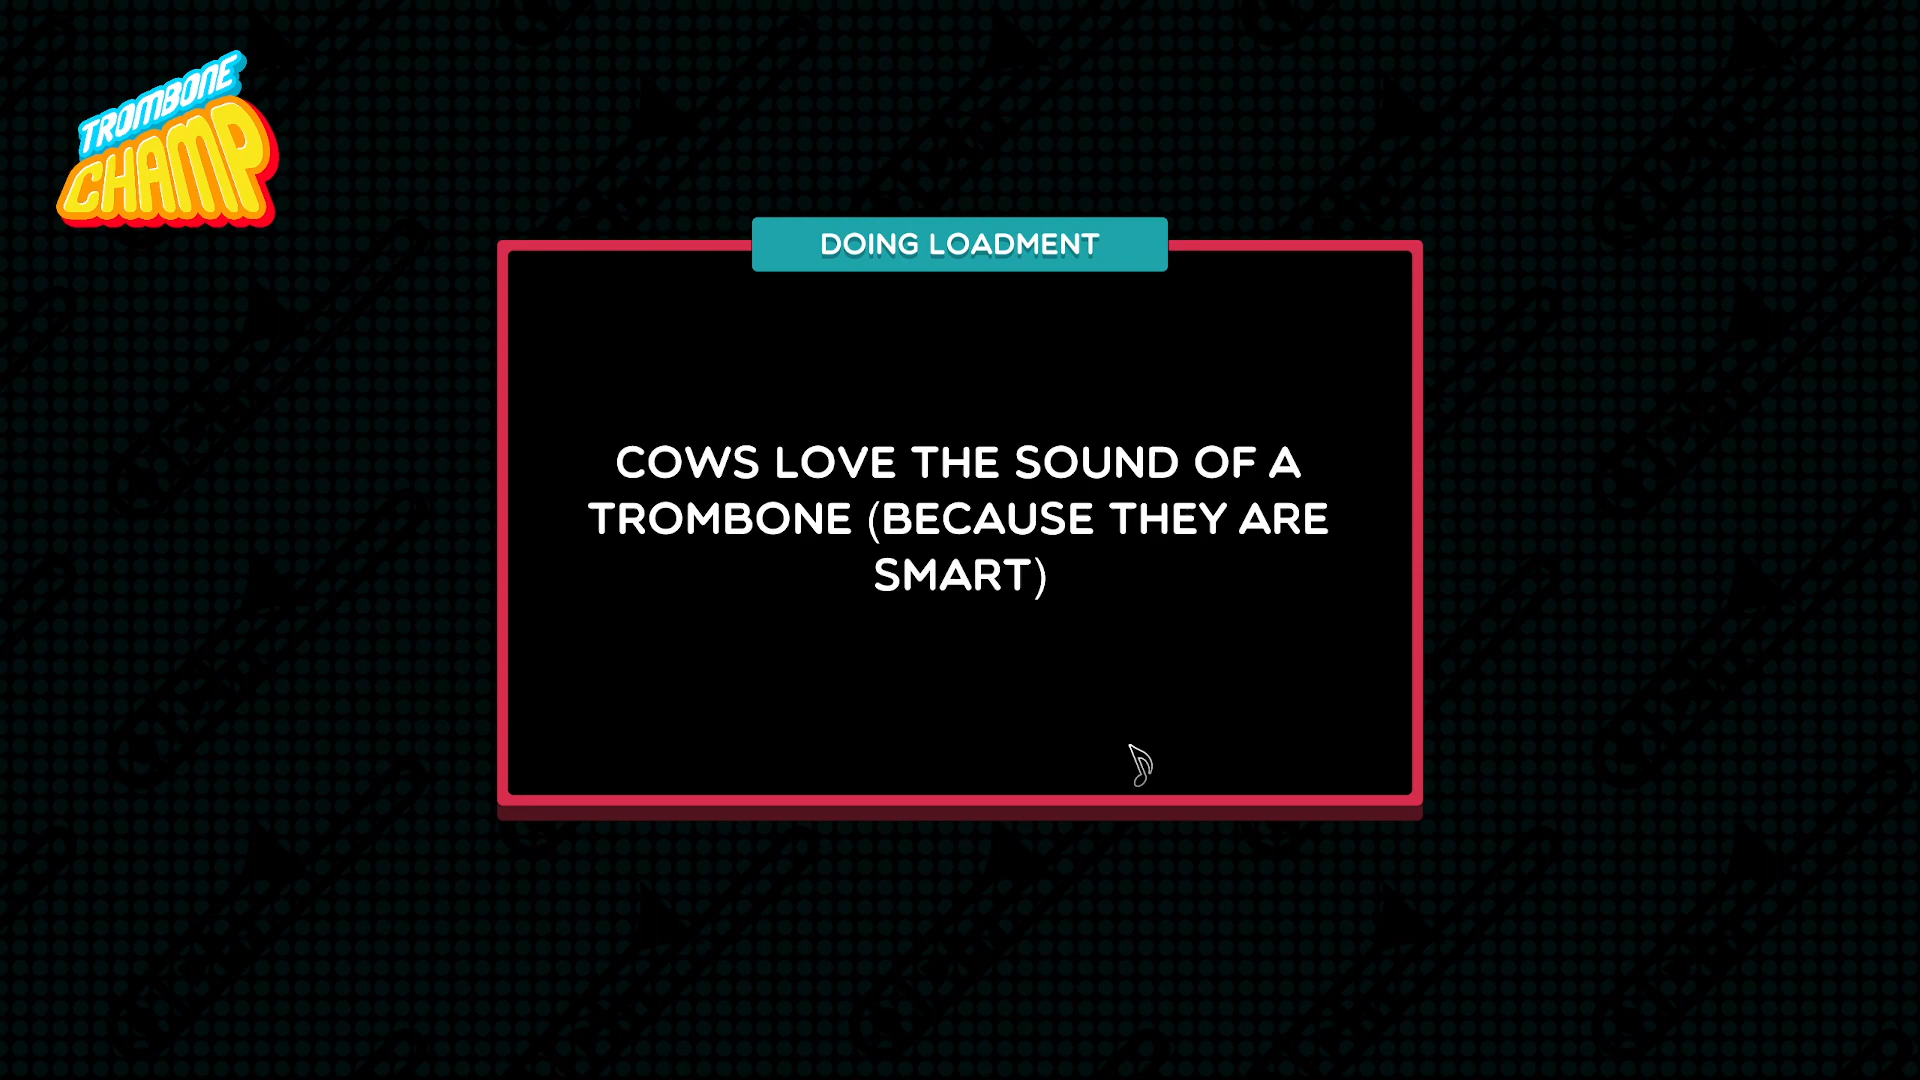 TROMBONE
CHAMP
DOING LOADMENT
COWS LOVE THE SOUND OF A
TROMBONE (BECAUSE THEY ARE
SMART)